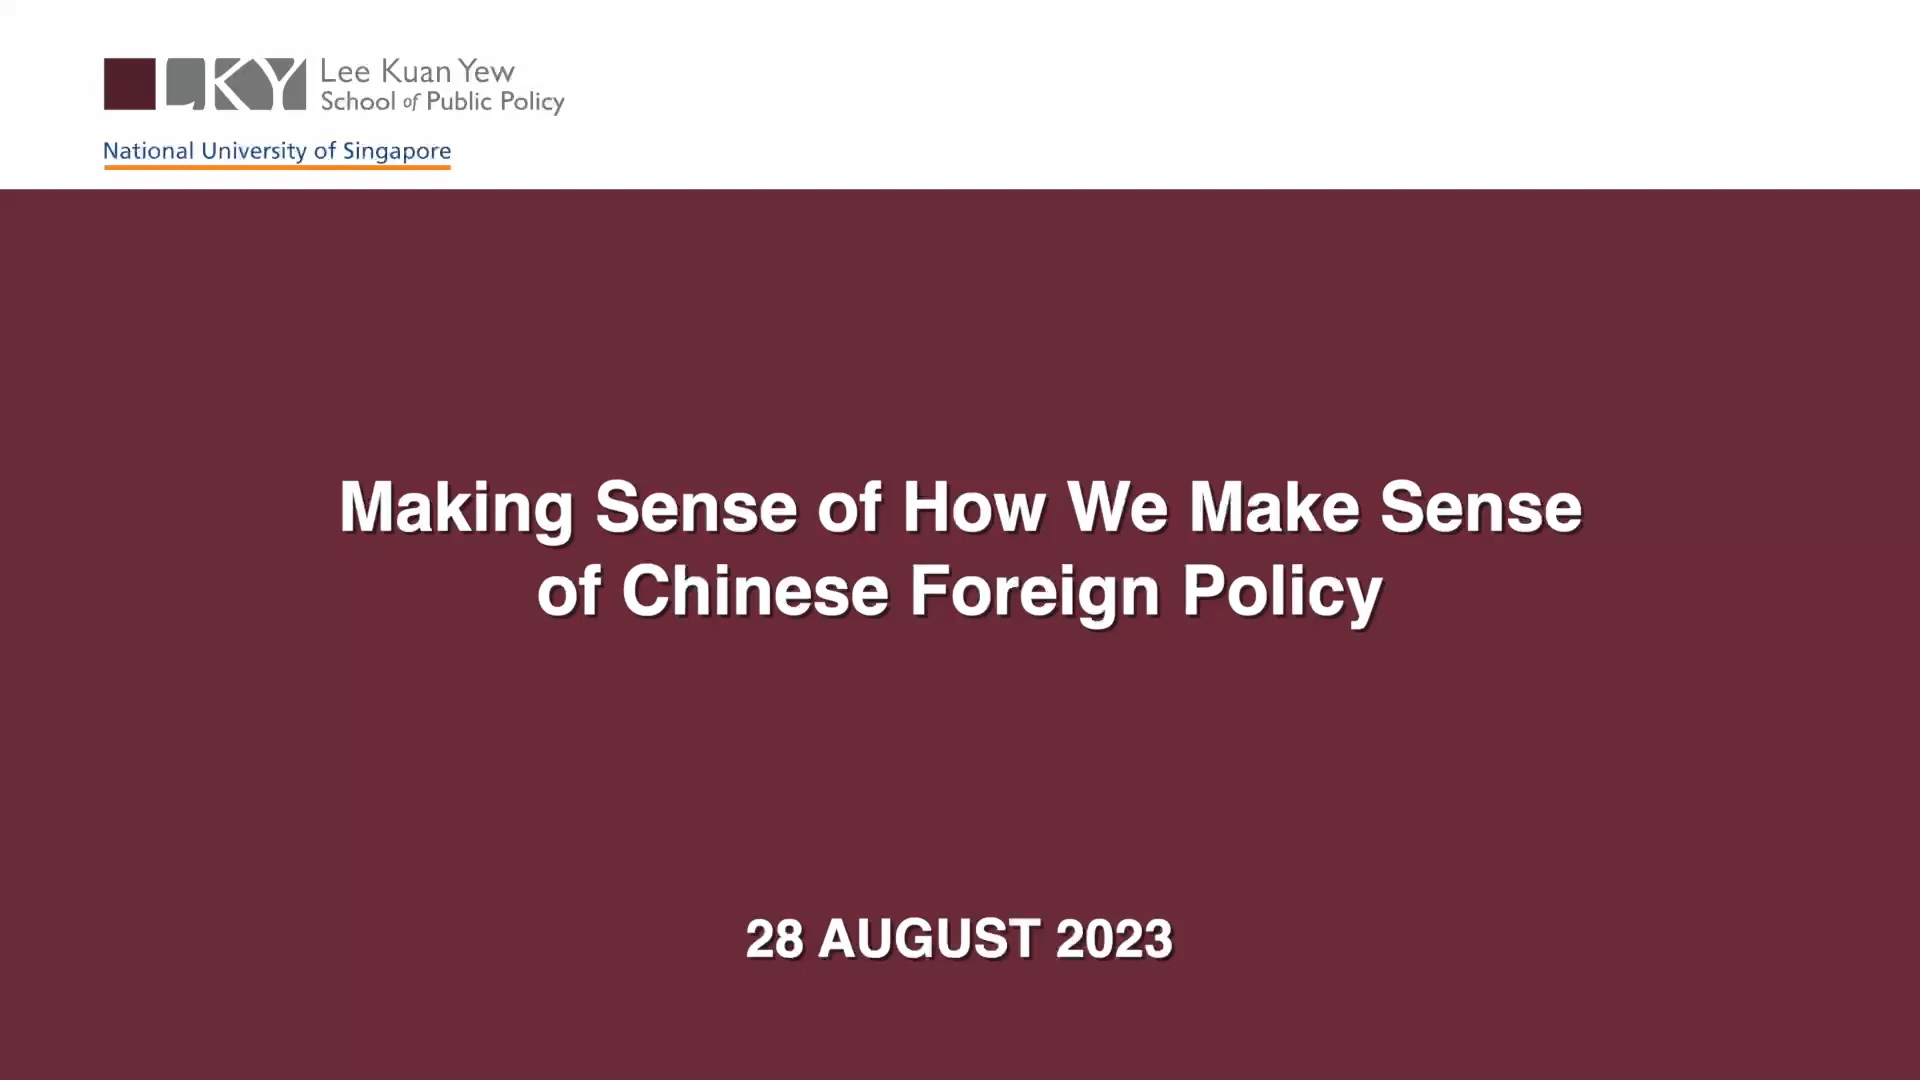 LKY Lee Kuan Yew
School of Public Policy
National University of Singapore
Making Sense of How We Make Sense
of Chinese Foreign Policy
28 AUGUST 2023